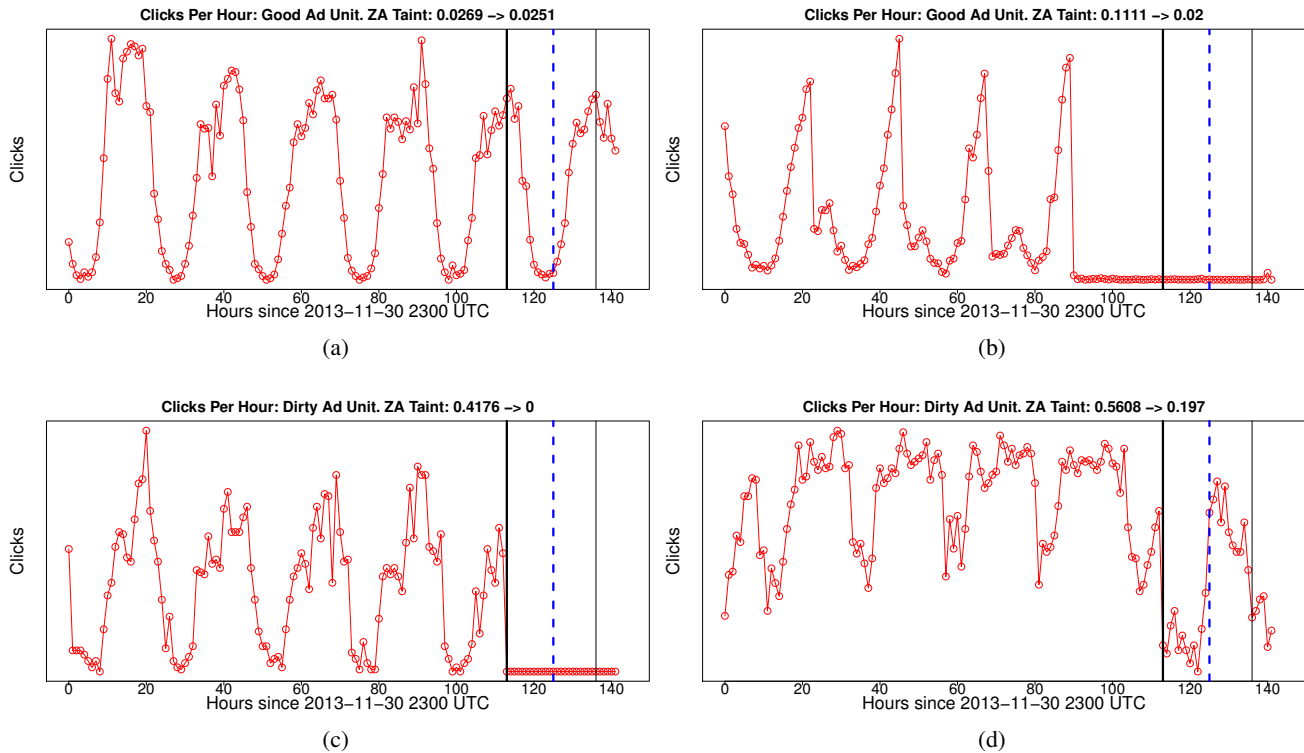 Clicks Per Hour: Good Ad Unit. ZA Taint: 0.0269 −> 0.0251
Clicks
0 20 40 60 80 100 120 140
Hours since 2013−11−30 2300 UTC
(a)
Clicks Per Hour: Good Ad Unit. ZA Taint: 0.1111 −> 0.02
Clicks
0 20 40 60 80 100 120 140
Hours since 2013−11−30 2300 UTC
(b)
Clicks Per Hour: Dirty Ad Unit. ZA Taint: 0.4176 −> 0
Clicks
0 20 40 60 80 100 120 140
Hours since 2013−11−30 2300 UTC
(c)
Clicks Per Hour: Dirty Ad Unit. ZA Taint: 0.5608 −> 0.197
Clicks
0 20 40 60 80 100 120 140
Hours since 2013−11−30 2300 UTC
(d)